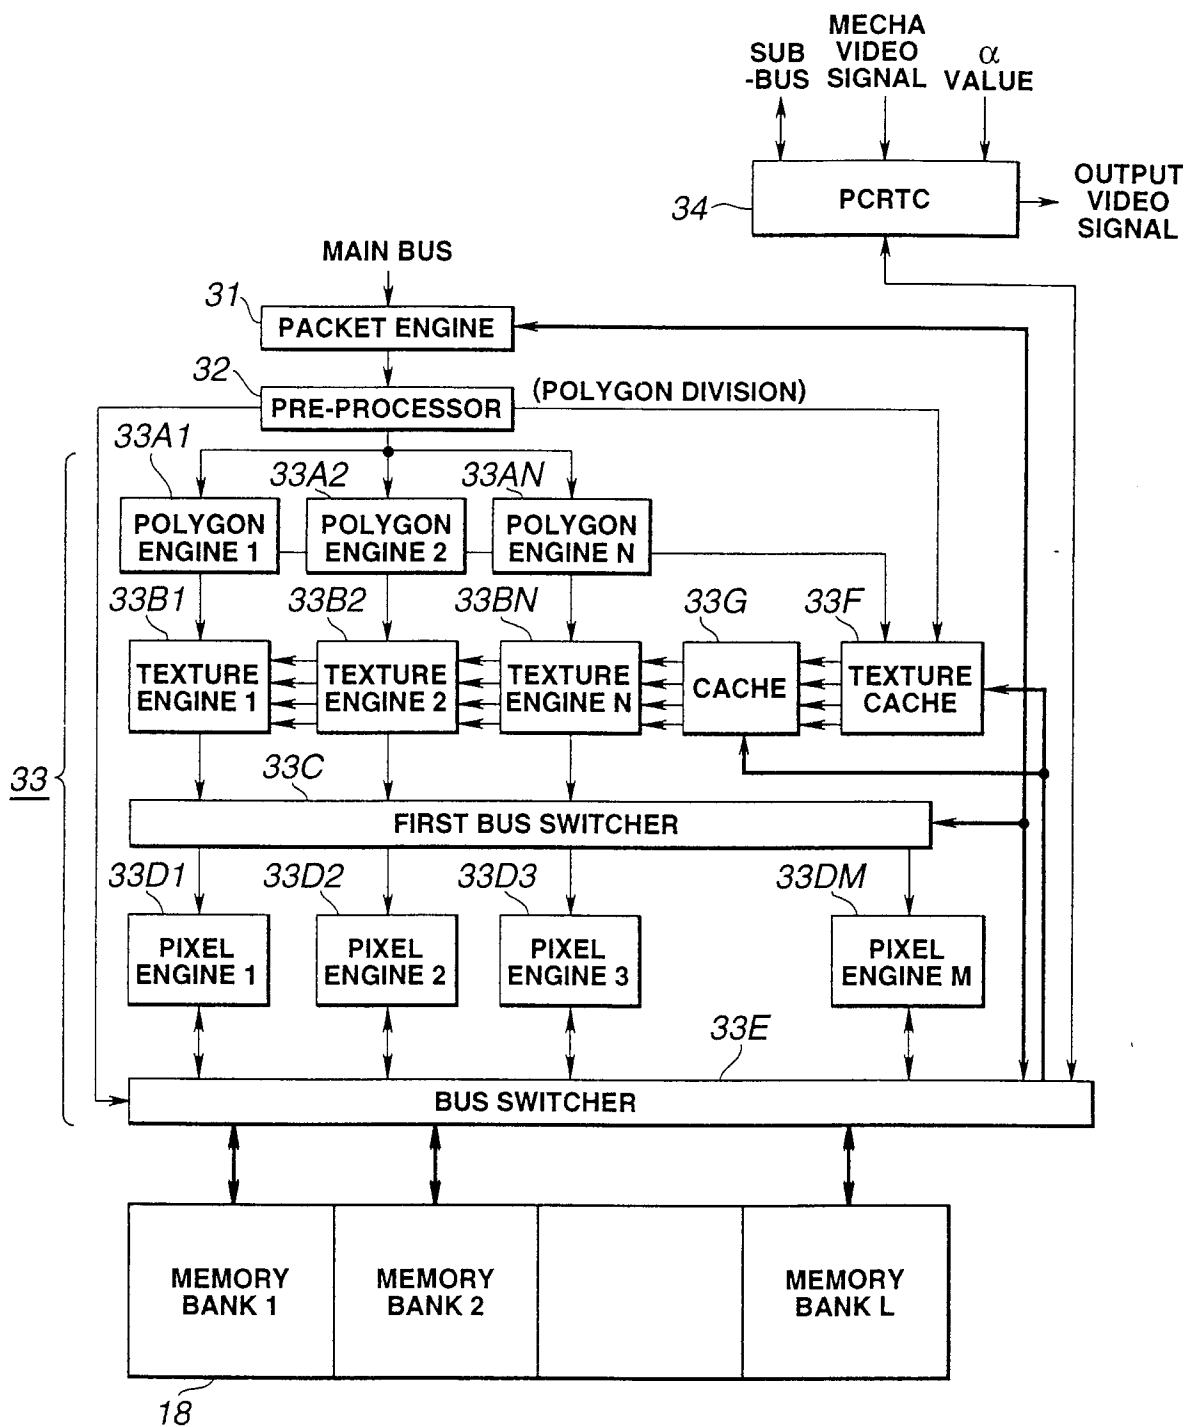 SUB
-BUS
MECHA
VIDEO
SIGNAL
α
VALUE
PCRTC
34
OUTPUT
VIDEO
SIGNAL
MAIN BUS
31
PACKET ENGINE
32
PRE-PROCESSOR
(POLYGON DIVISION)
33A1
33A2
33AN
POLYGON
ENGINE 1
POLYGON
ENGINE 2
POLYGON
ENGINE N
33B1
33B2
33BN
33G
33F
TEXTURE
ENGINE 1
TEXTURE
ENGINE 2
TEXTURE
ENGINE N
CACHE
TEXTURE
CACHE
33
33C
FIRST BUS SWITCHER
33D1
33D2
33D3
33DM
PIXEL
ENGINE 1
PIXEL
ENGINE 2
PIXEL
ENGINE 3
PIXEL
ENGINE M
33E
BUS SWITCHER
MEMORY
BANK 1
MEMORY
BANK 2
MEMORY
BANK L
18